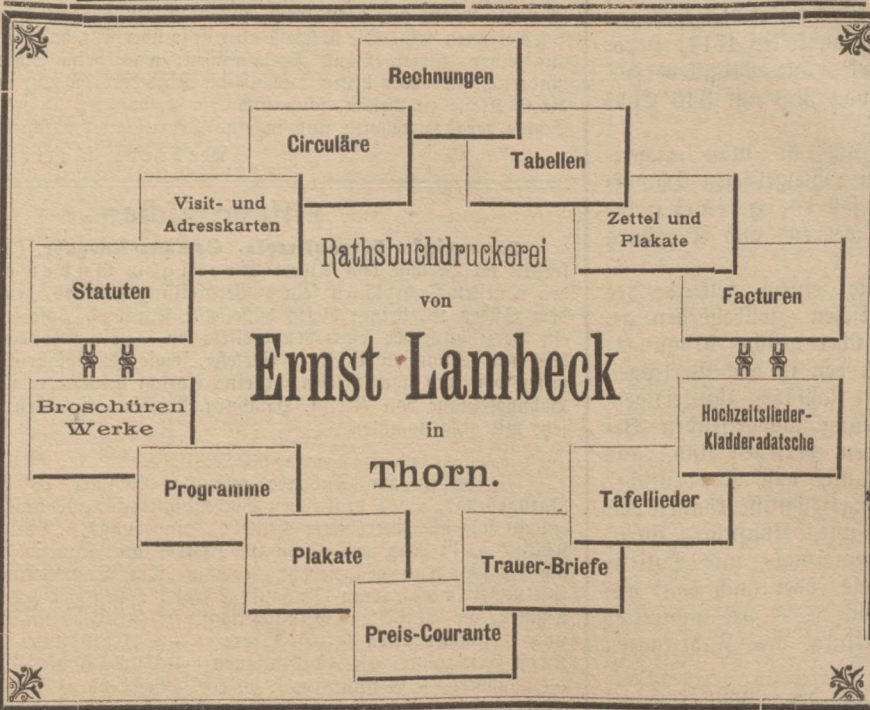 Rechnungen
Circuläre
Tabellen
Visit- und
Adresskarten
Zettel und
Plakate
Statuten
Facturen
Rathsbuchdruckerei
von
Ernst Lambeck
in
Thorn.
Broschüren
Werke
Hochzeitslieder-
Kladderadatsche
Programme
Tafellieder
Plakate
Trauer-Briefe
Preis-Courante